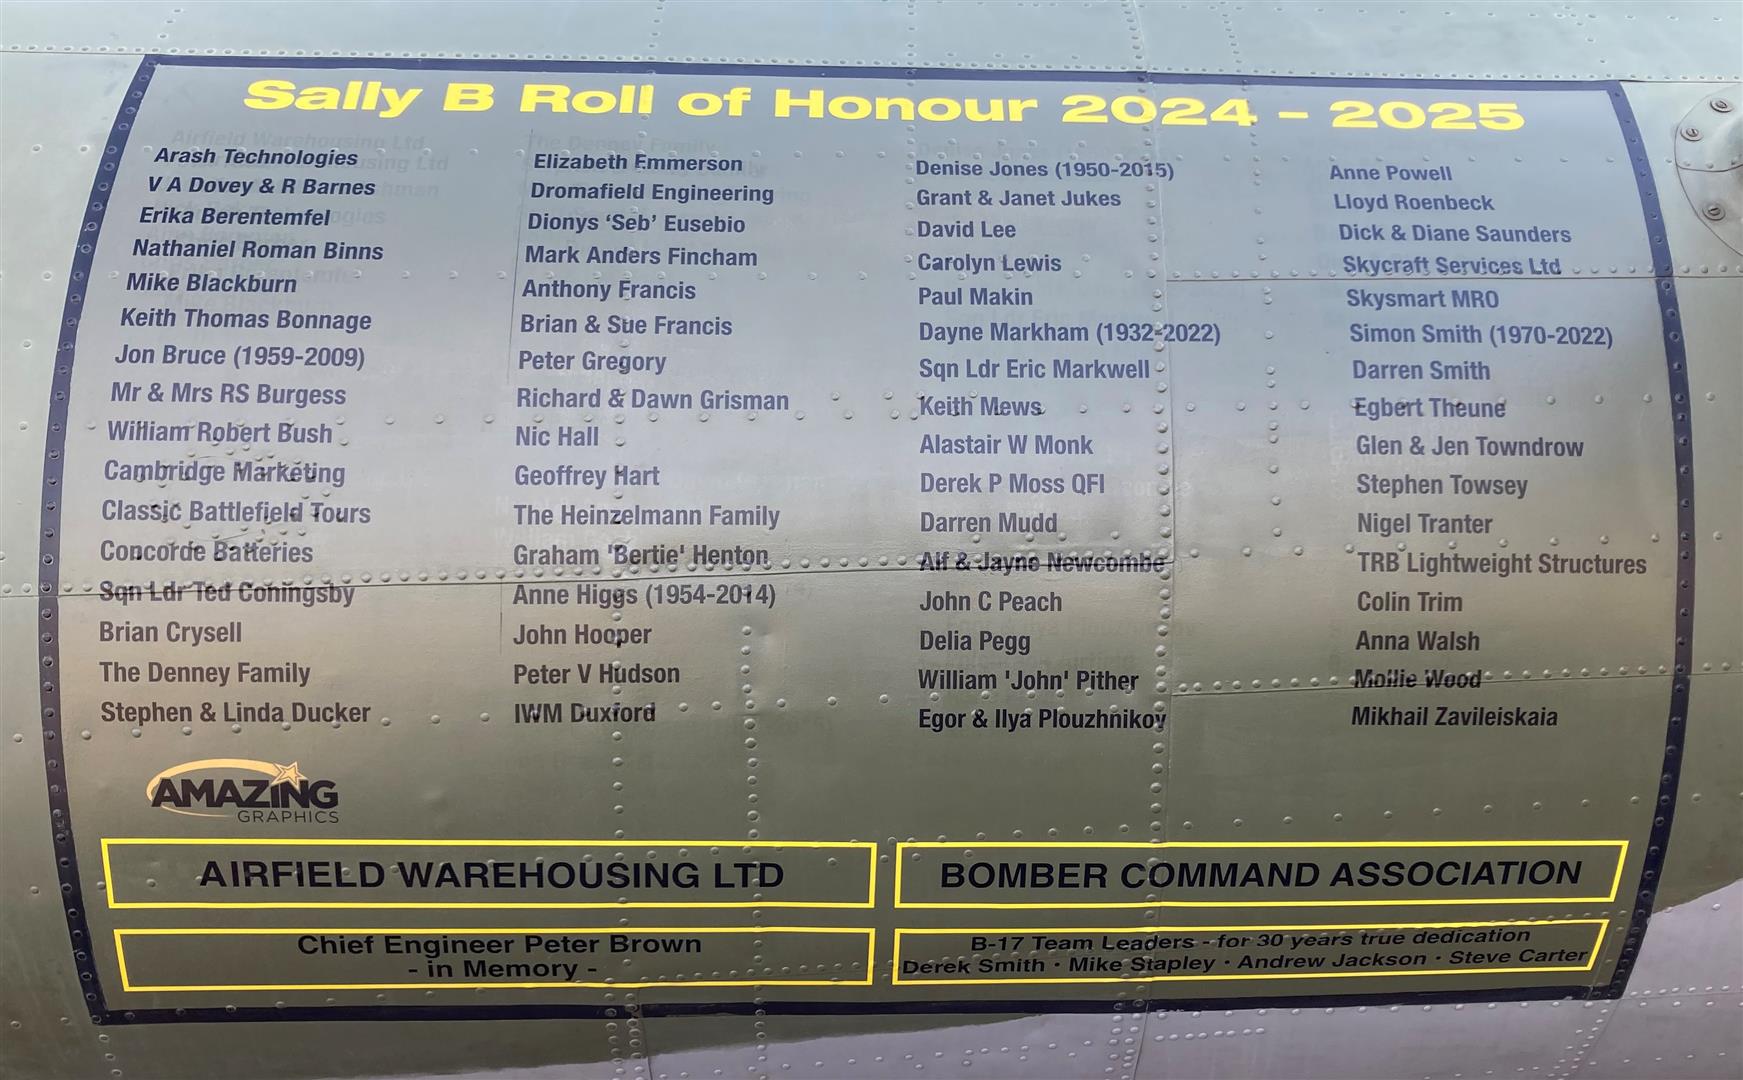 Sally B Roll of Honour 2024 - 2025
Arash Technologies
V A Dovey & R Barnes
Erika Berentemfel
Nathaniel Roman Binns
Mike Blackburn
Keith Thomas Bonnage
Jon Bruce (1959-2009)
Mr & Mrs RS Burgess
William Robert Bush
Cambridge Marketing
Classic Battlefield Tours
Concorde Batteries
Sqn Ldr Ted Coningsby
Brian Crysell
The Denney Family
Stephen & Linda Ducker
Elizabeth Emmerson
Dromafield Engineering
Dionys ‘Seb’ Eusebio
Mark Anders Fincham
Anthony Francis
Brian & Sue Francis
Peter Gregory
Richard & Dawn Grisman
Nic Hall
Geoffrey Hart
The Heinzelmann Family
Graham 'Bertie' Henton
Anne Higgs (1954-2014)
John Hooper
Peter V Hudson
IWM Duxford
Denise Jones (1950-2015)
Grant & Janet Jukes
David Lee
Carolyn Lewis
Paul Makin
Dayne Markham (1932-2022)
Sqn Ldr Eric Markwell
Keith Mews
Alastair W Monk
Derek P Moss QFI
Darren Mudd
Alf & Jayne Newcombe
John C Peach
Delia Pegg
William 'John' Pither
Egor & Ilya Plouzhnikov
Anne Powell
Lloyd Roenbeck
Dick & Diane Saunders
Skycraft Services Ltd
Skysmart MRO
Simon Smith (1970-2022)
Darren Smith
Egbert Theune
Glen & Jen Towndrow
Stephen Towsey
Nigel Tranter
TRB Lightweight Structures
Colin Trim
Anna Walsh
Mollie Wood
Mikhail Zavileiskaia
AMAZING
GRAPHICS
AIRFIELD WAREHOUSING LTD
BOMBER COMMAND ASSOCIATION
Chief Engineer Peter Brown
- in Memory -
B-17 Team Leaders - for 30 years true dedication
Derek Smith · Mike Stapley · Andrew Jackson · Steve Carter